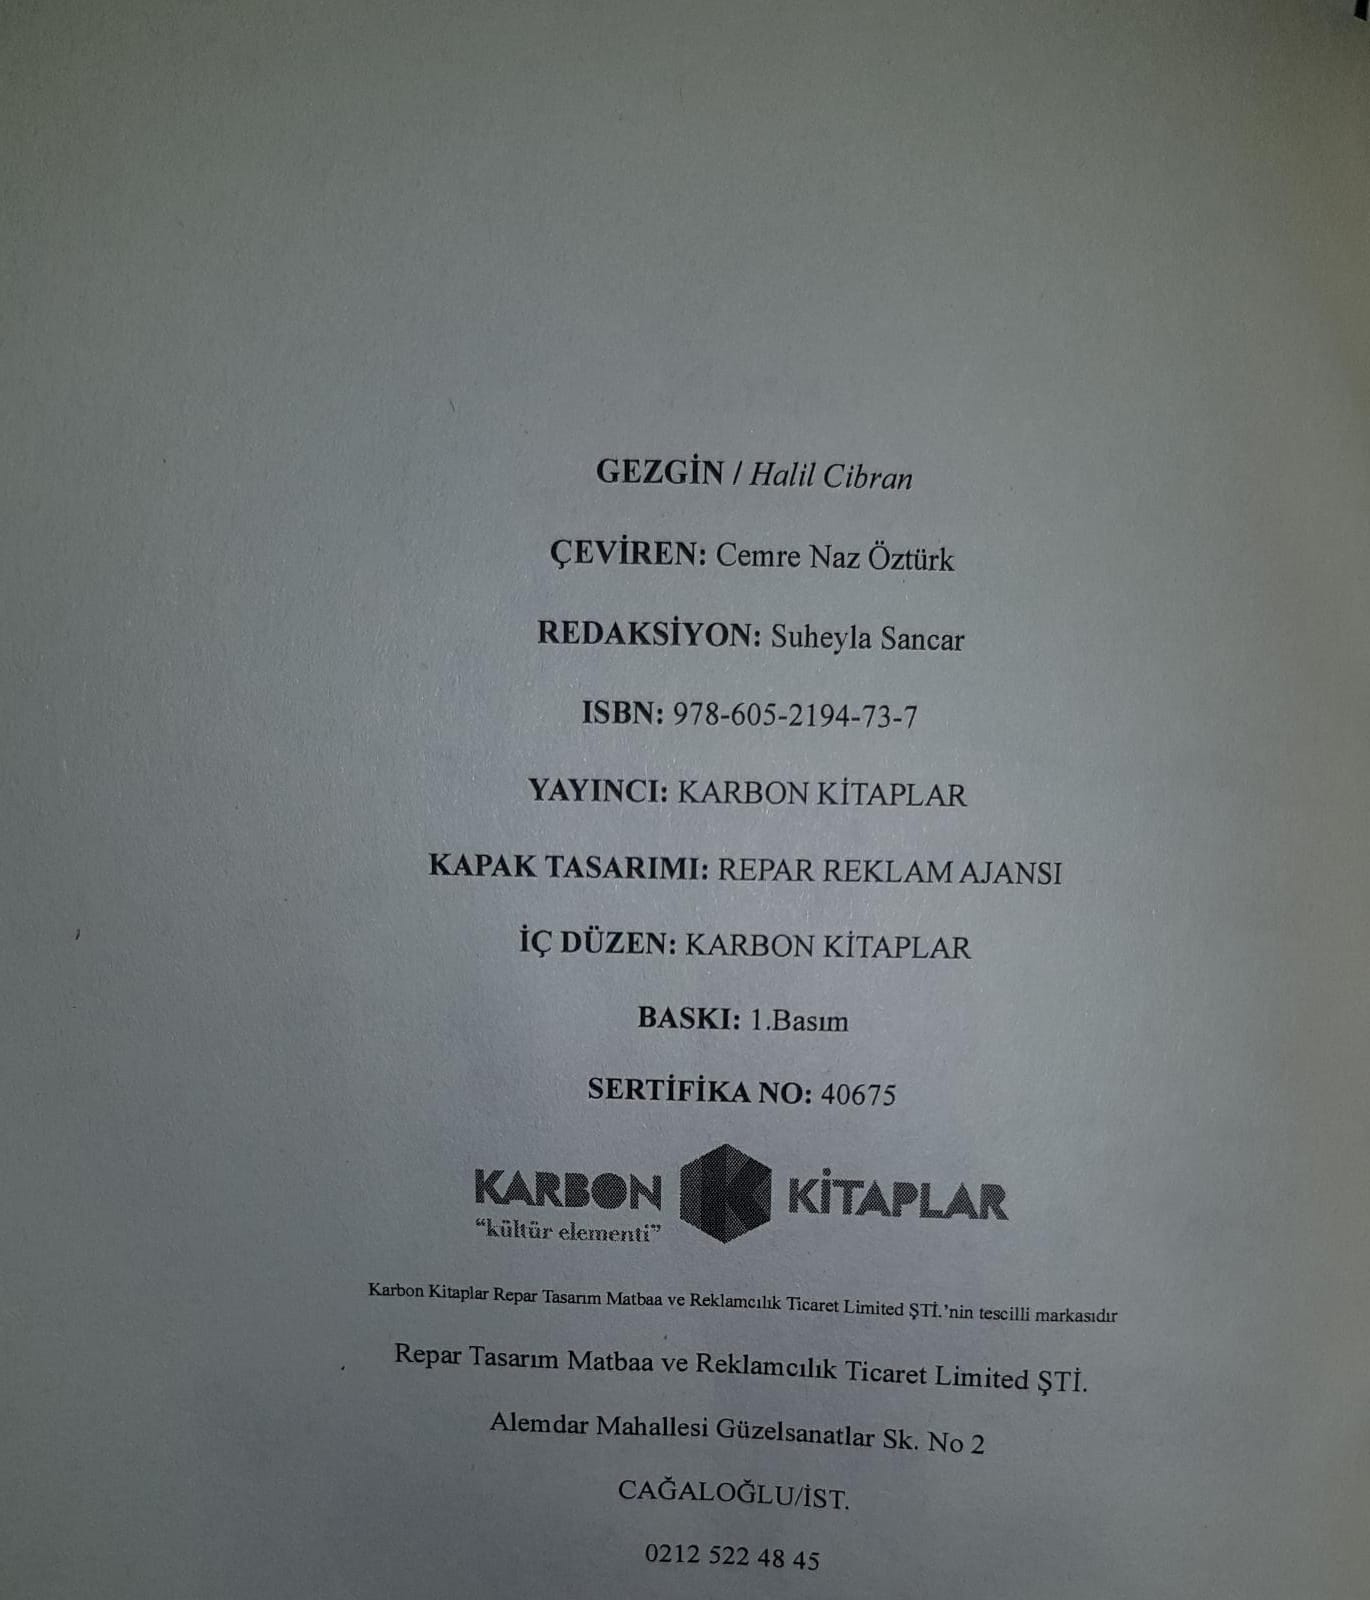 GEZGİN / Halil Cibran
ÇEVİREN: Cemre Naz Öztürk
REDAKSİYON: Suheyla Sancar
ISBN: 978-605-2194-73-7
YAYINCI: KARBON KİTAPLAR
KAPAK TASARIMI: REPAR REKLAM AJANSI
İÇ DÜZEN: KARBON KİTAPLAR
BASKI: 1.Basım
SERTİFİKA NO: 40675
KARBON K KİTAPLAR
“kültür elementi”
Karbon Kitaplar Repar Tasarım Matbaa ve Reklamcılık Ticaret Limited ŞTİ.’nin tescilli markasıdır
Repar Tasarım Matbaa ve Reklamcılık Ticaret Limited ŞTİ.
Alemdar Mahallesi Güzelsanatlar Sk. No 2
CAĞALOĞLU/İST.
0212 522 48 45